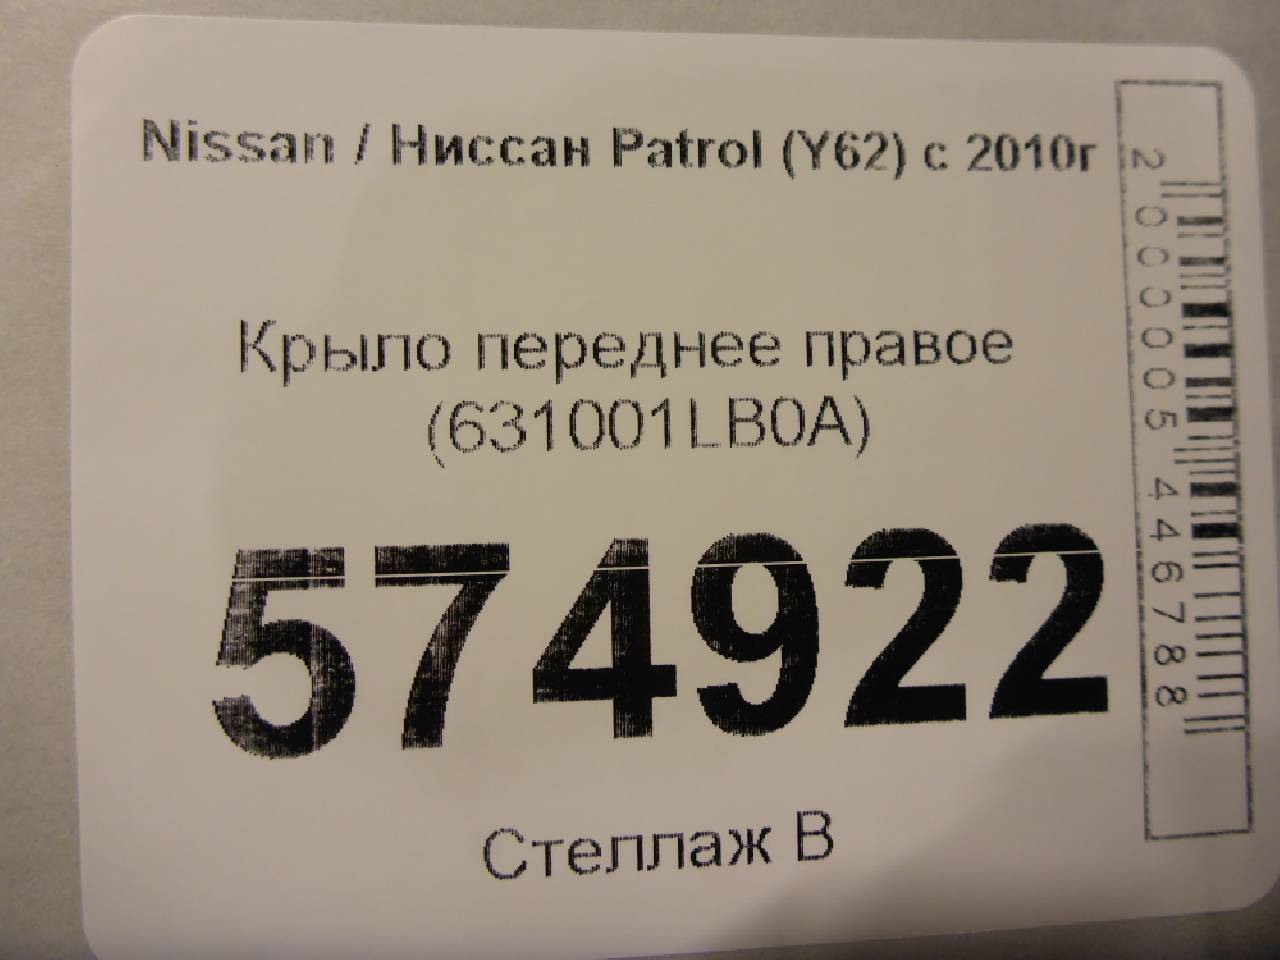 Nissan / Ниссан Patrol (Y62) с 2010г
Крыло переднее правое
(631001LB0A)
574922
Стеллаж В
2000005446788